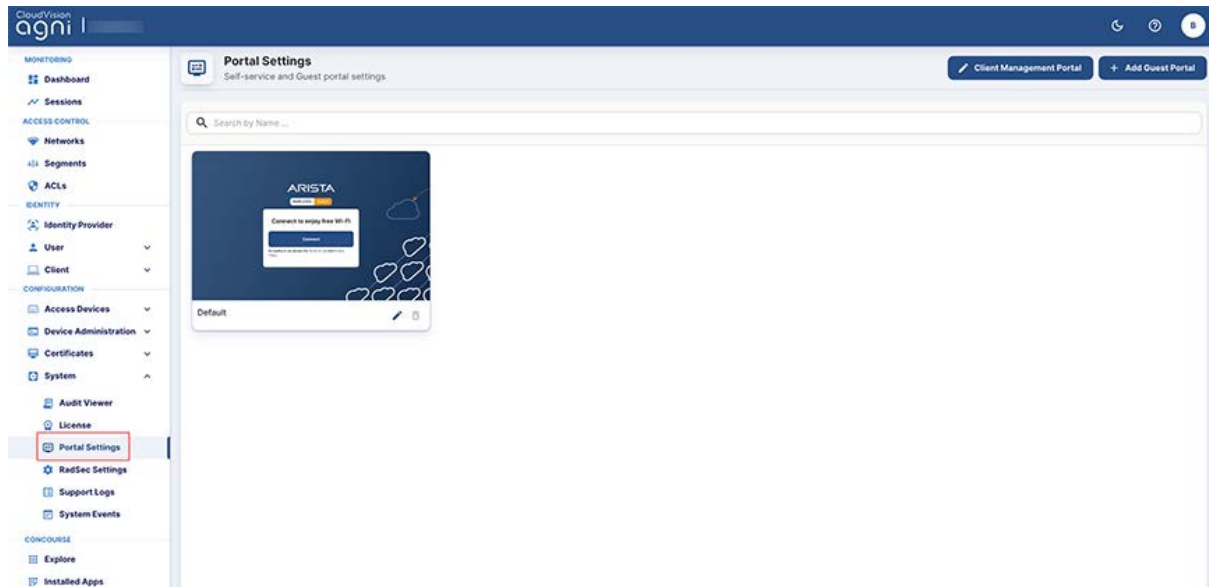 CloudVision
agni |
B
MONITORING
Dashboard
Sessions
ACCESS CONTROL
Networks
Segments
ACLs
IDENTITY
Identity Provider
User
Client
CONFIGURATION
Access Devices
Device Administration
Certificates
System
Audit Viewer
License
Portal Settings
RadSec Settings
Support Logs
System Events
CONCOURSE
Explore
Installed Apps
Portal Settings
Self-service and Guest portal settings
Client Management Portal
+ Add Guest Portal
Search by Name ...
ARISTA
Connect to enjoy free Wi-Fi
Connect
Default